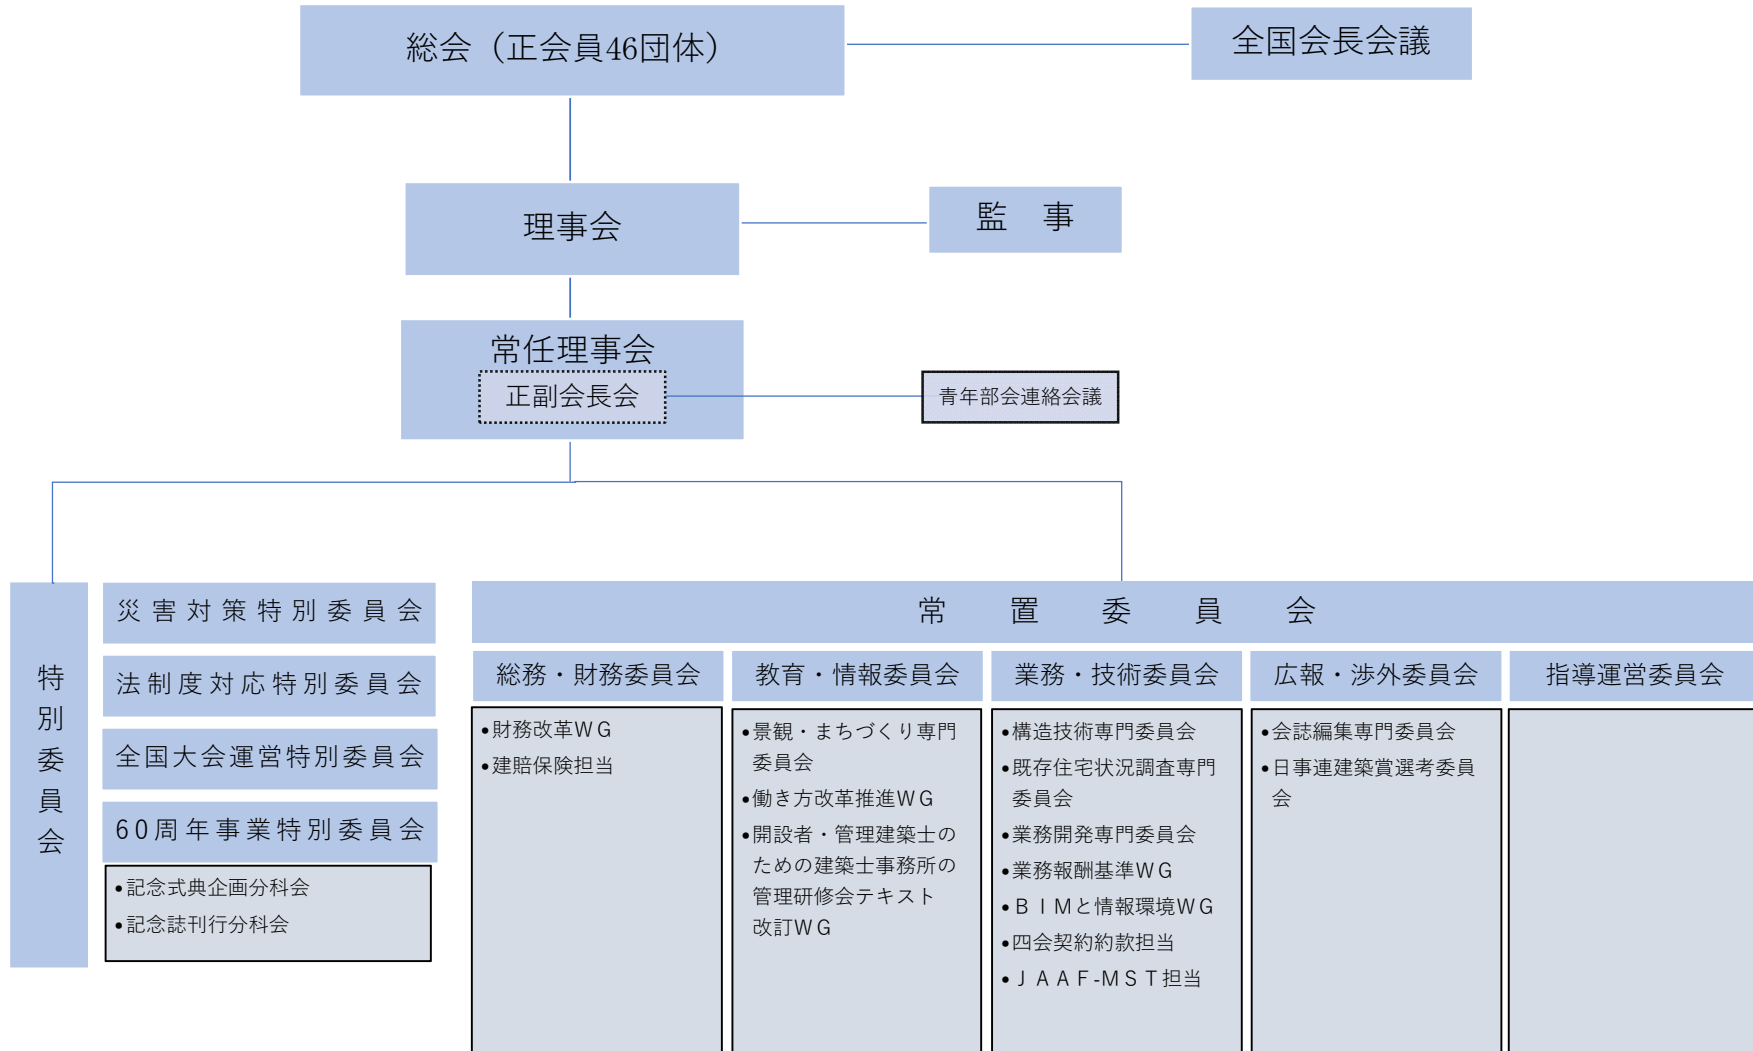 総会（正会員46団体）
全国会長会議
理事会
監　事
常任理事会
正副会長会
青年部会連絡会議
特別委員会
災害対策特別委員会
法制度対応特別委員会
全国大会運営特別委員会
60周年事業特別委員会
•記念式典企画分科会
•記念誌刊行分科会
常　置　委　員　会
総務・財務委員会
•財務改革WG
•建賠保険担当
教育・情報委員会
•景観・まちづくり専門
委員会
•働き方改革推進WG
•開設者・管理建築士の
ための建築士事務所の
管理研修会テキスト
改訂WG
業務・技術委員会
•構造技術専門委員会
•既存住宅状況調査専門
委員会
•業務開発専門委員会
•業務報酬基準WG
•ＢＩＭと情報環境WG
•四会契約約款担当
•ＪＡＡＦ-ＭＳＴ担当
広報・渉外委員会
•会誌編集専門委員会
•日事連建築賞選考委員
会
指導運営委員会